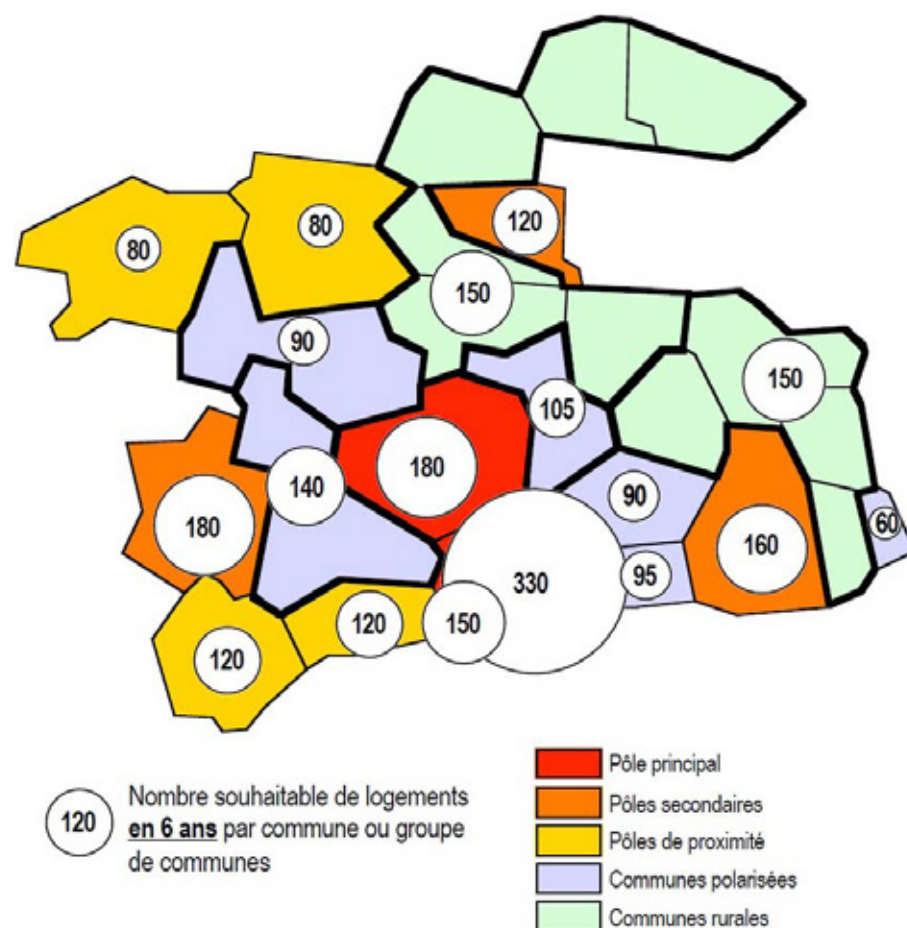 120
80
80
150
90
150
105
180
140
90
180
60
160
330
95
120
150
120
120
Nombre souhaitable de logements
en 6 ans par commune ou groupe
de communes
Pôle principal
Pôles secondaires
Pôles de proximité
Communes polarisées
Communes rurales